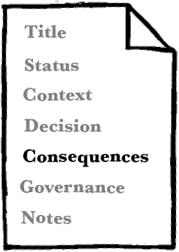 Title
Status
Context
Decision
Consequences
Governance
Notes